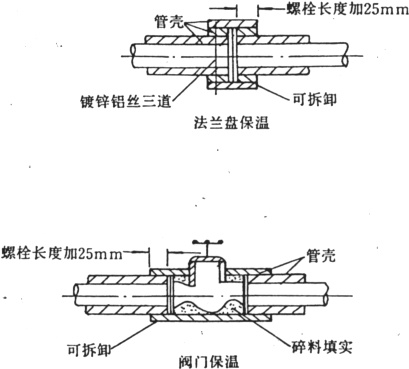 管壳
螺栓长度加25mm
镀锌铝丝三道
可拆卸
法兰盘保温
螺栓长度加25mm
管壳
可拆卸
阀门保温
碎料填实